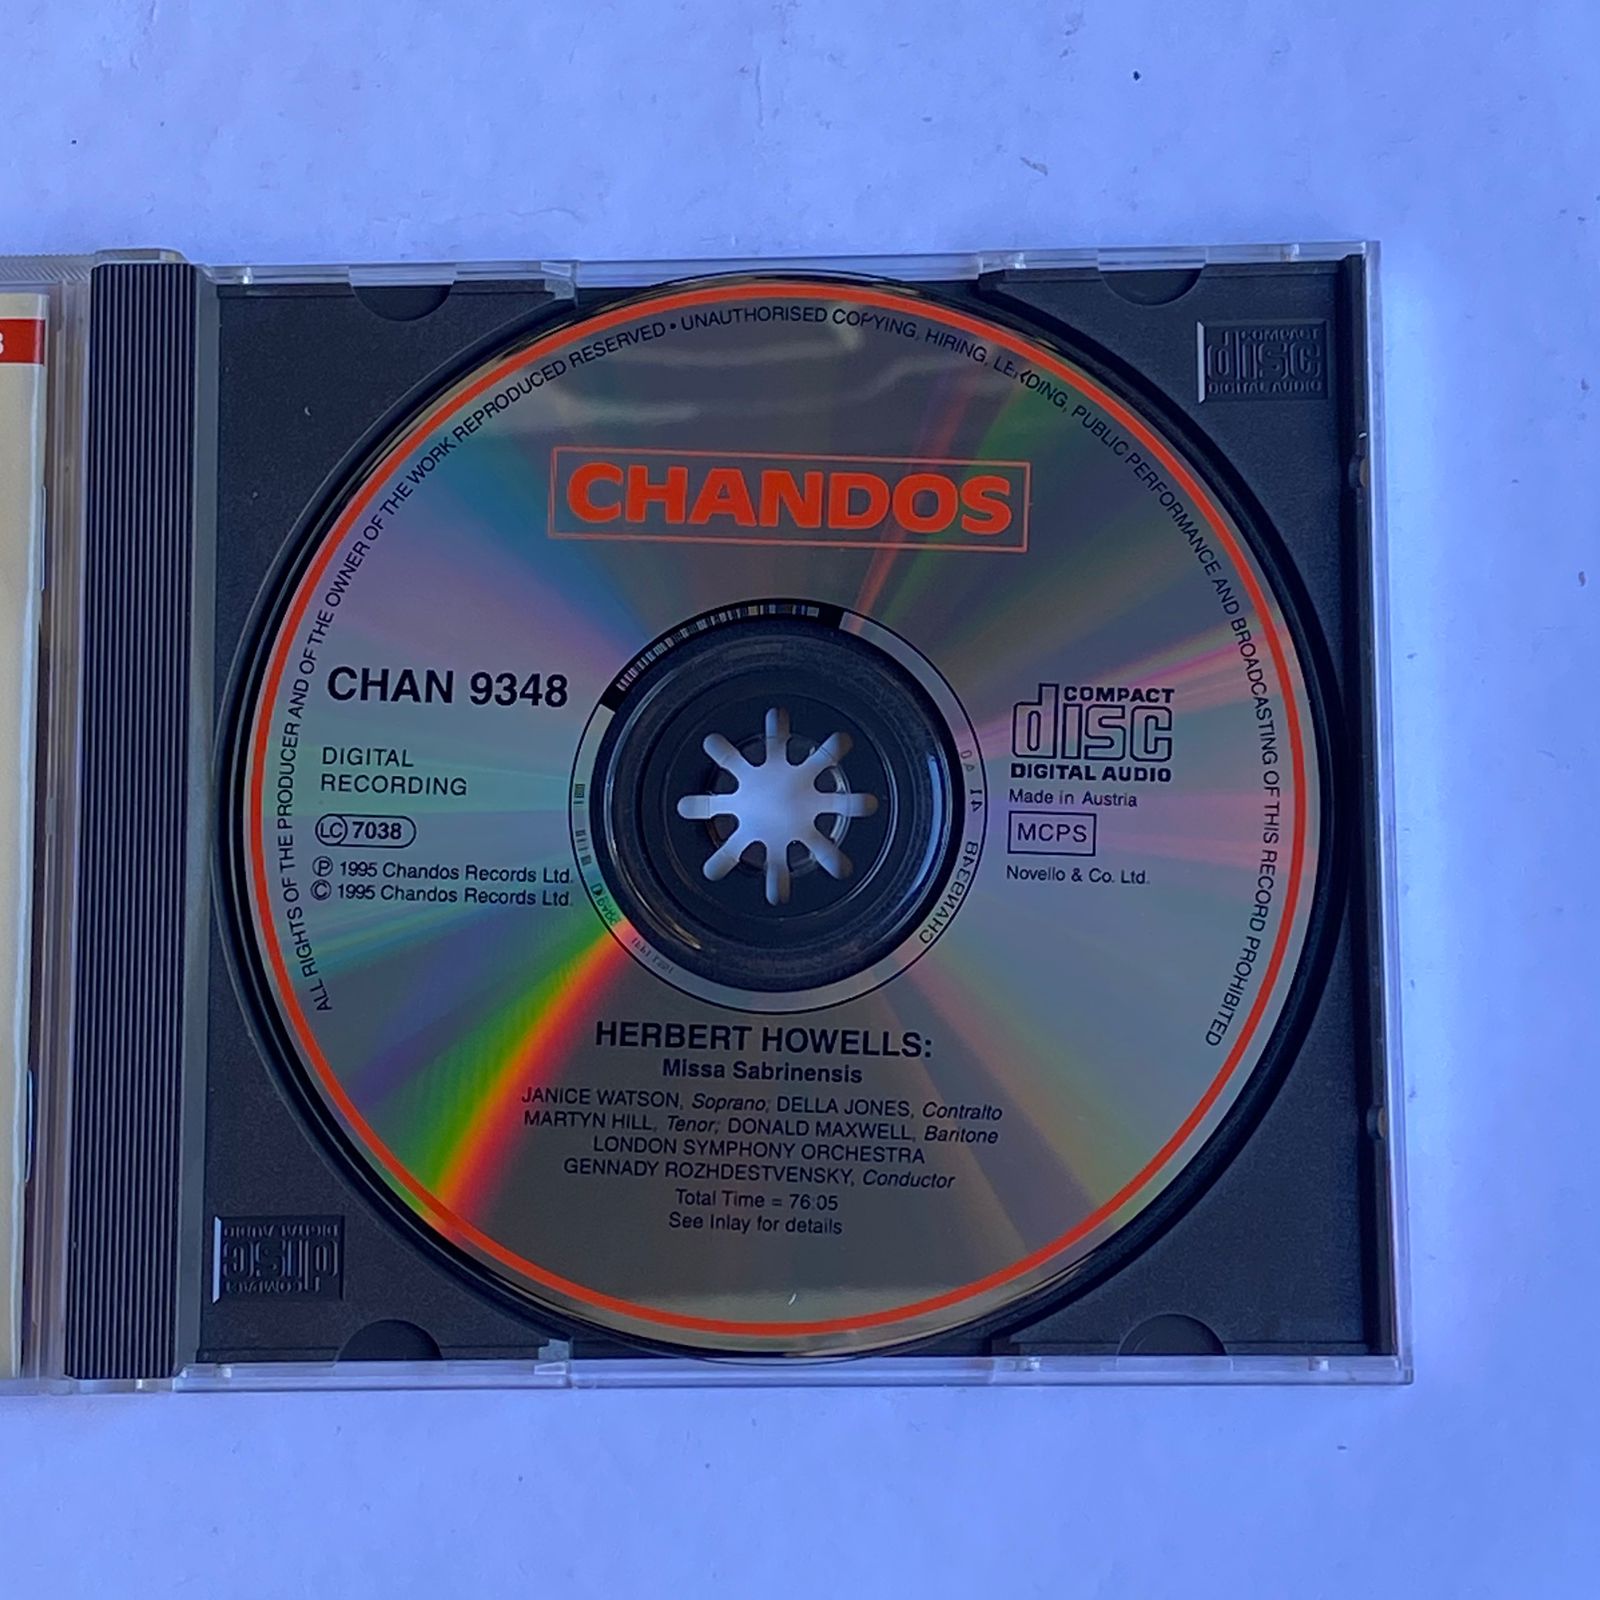 ALL RIGHTS OF THE PRODUCER AND OF THE OWNER OF THE WORK REPRODUCED RESERVED • UNAUTHORISED COPYING, HIRING, LENDING, PUBLIC PERFORMANCE AND BROADCASTING OF THIS RECORD PROHIBITED
CHANDOS
CHAN 9348
DIGITAL
RECORDING
LC 7038
℗ 1995 Chandos Records Ltd.
© 1995 Chandos Records Ltd.
COMPACT
disc
DIGITAL AUDIO
Made in Austria
MCPS
Novello & Co. Ltd.
HERBERT HOWELLS:
Missa Sabrinensis
JANICE WATSON, Soprano; DELLA JONES, Contralto
MARTYN HILL, Tenor; DONALD MAXWELL, Baritone
LONDON SYMPHONY ORCHESTRA
GENNADY ROZHDESTVENSKY, Conductor
Total Time = 76:05
See Inlay for details
COMPACT
disc
DIGITAL AUDIO
COMPACT
disc
DIGITAL AUDIO